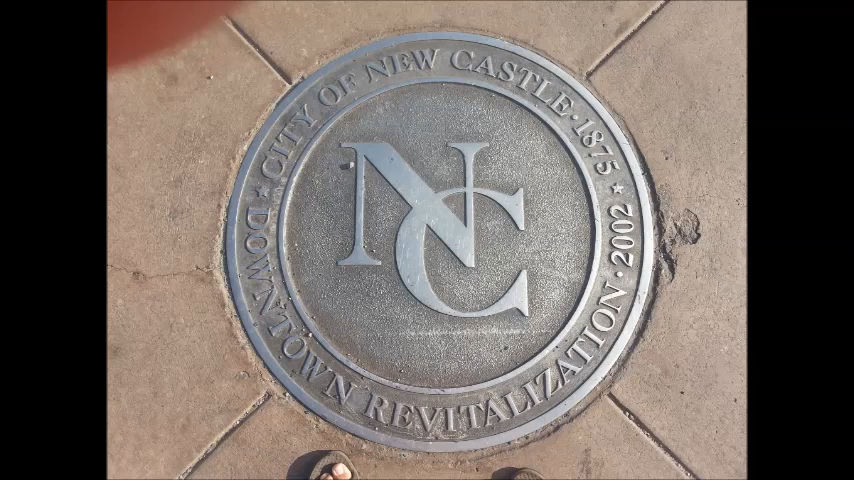 CITY OF NEW CASTLE · 1875
DOWNTOWN REVITALIZATION · 2002
NC